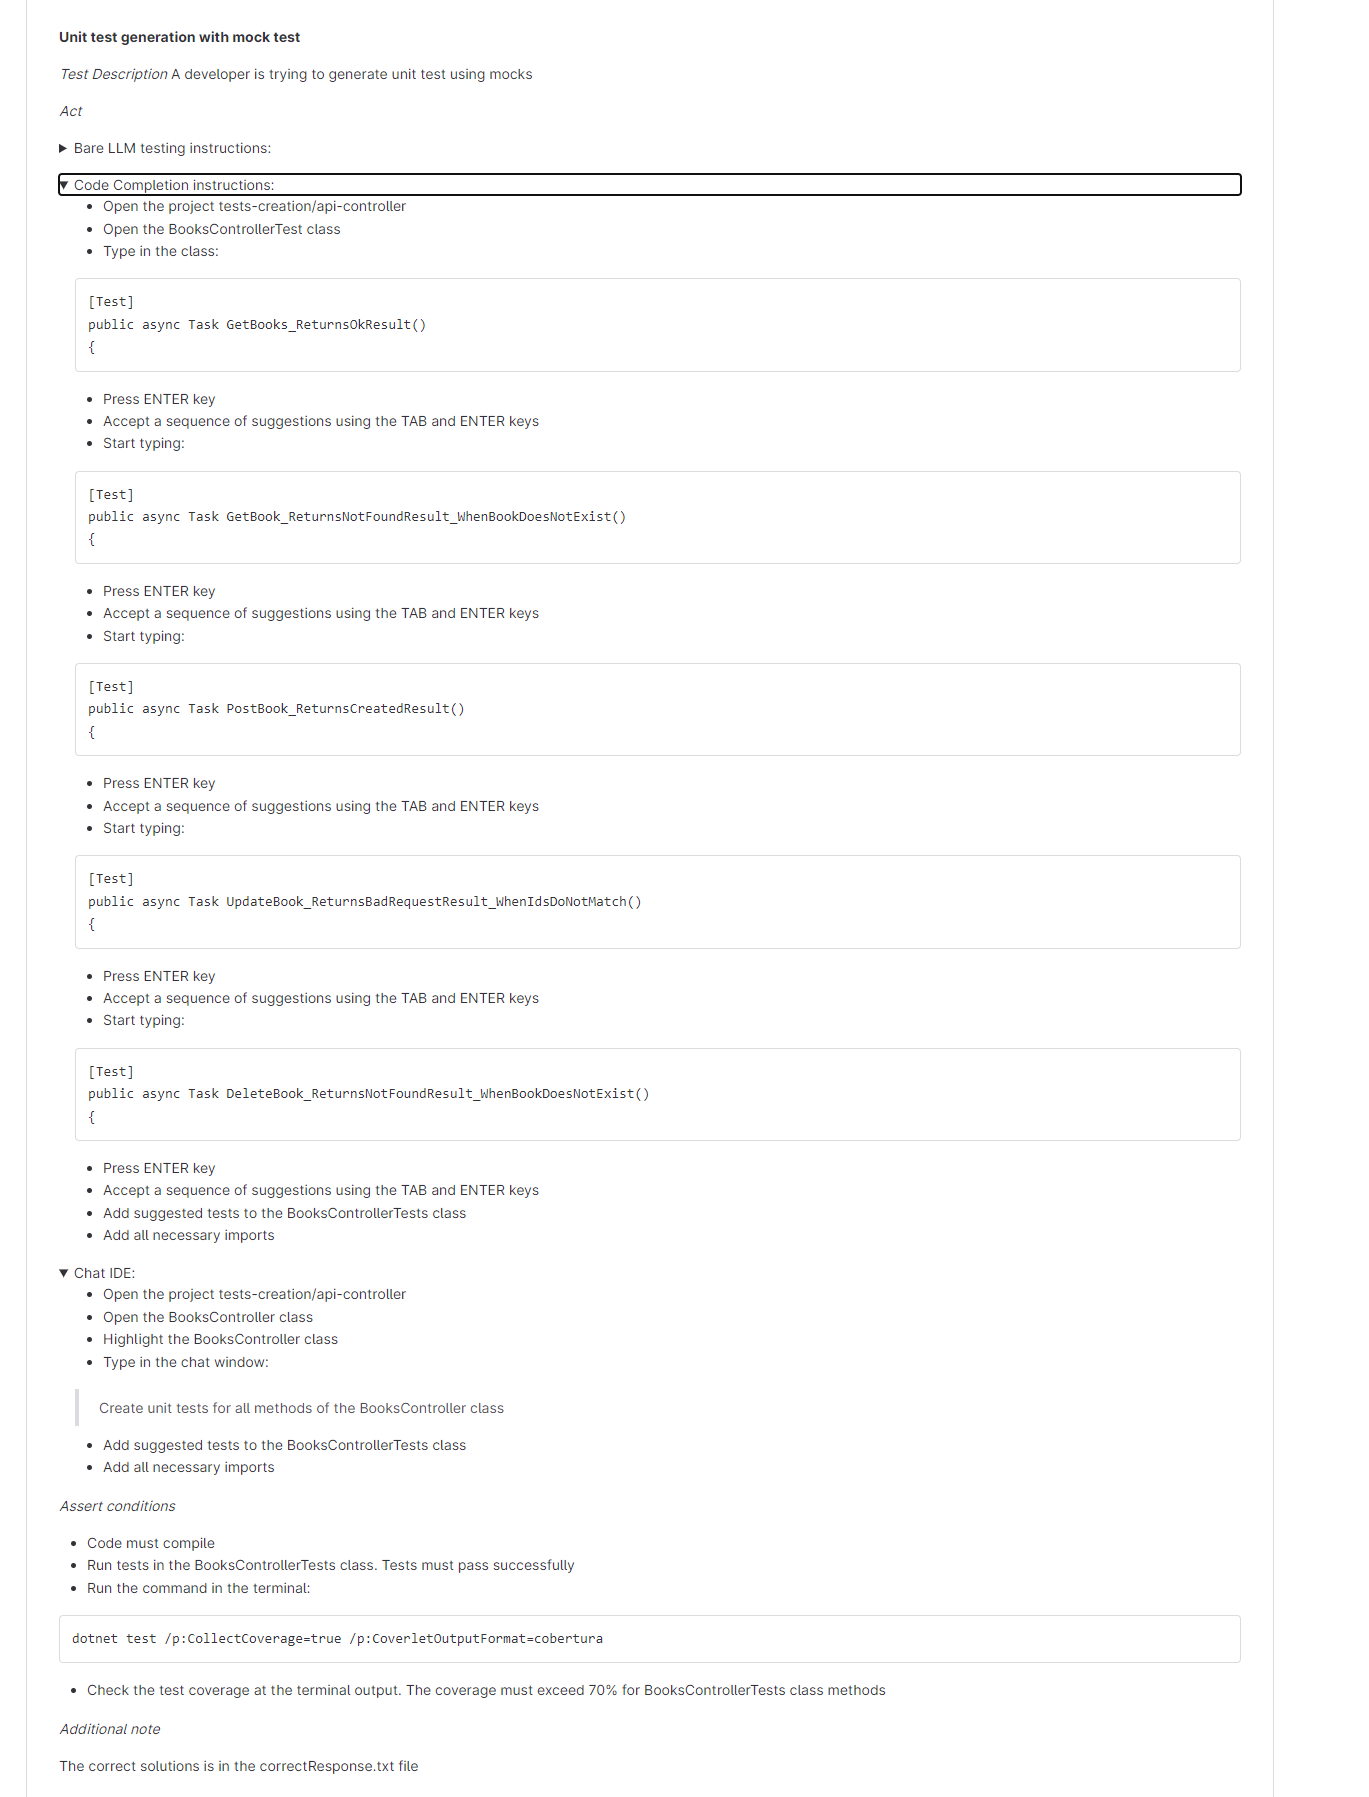 Unit test generation with mock test
Test Description A developer is trying to generate unit test using mocks
Act
Bare LLM testing instructions:
Code Completion instructions:
Open the project tests-creation/api-controller
Open the BooksControllerTest class
Type in the class:
[Test]
public async Task GetBooks_ReturnsOkResult()
{
Press ENTER key
Accept a sequence of suggestions using the TAB and ENTER keys
Start typing:
[Test]
public async Task GetBook_ReturnsNotFoundResult_WhenBookDoesNotExist()
{
Press ENTER key
Accept a sequence of suggestions using the TAB and ENTER keys
Start typing:
[Test]
public async Task PostBook_ReturnsCreatedResult()
{
Press ENTER key
Accept a sequence of suggestions using the TAB and ENTER keys
Start typing:
[Test]
public async Task UpdateBook_ReturnsBadRequestResult_WhenIdsDoNotMatch()
{
Press ENTER key
Accept a sequence of suggestions using the TAB and ENTER keys
Start typing:
[Test]
public async Task DeleteBook_ReturnsNotFoundResult_WhenBookDoesNotExist()
{
Press ENTER key
Accept a sequence of suggestions using the TAB and ENTER keys
Add suggested tests to the BooksControllerTests class
Add all necessary imports
Chat IDE:
Open the project tests-creation/api-controller
Open the BooksController class
Highlight the BooksController class
Type in the chat window:
Create unit tests for all methods of the BooksController class
Add suggested tests to the BooksControllerTests class
Add all necessary imports
Assert conditions
Code must compile
Run tests in the BooksControllerTests class. Tests must pass successfully
Run the command in the terminal:
dotnet test /p:CollectCoverage=true /p:CoverletOutputFormat=cobertura
Check the test coverage at the terminal output. The coverage must exceed 70% for BooksControllerTests class methods
Additional note
The correct solutions is in the correctResponse.txt file